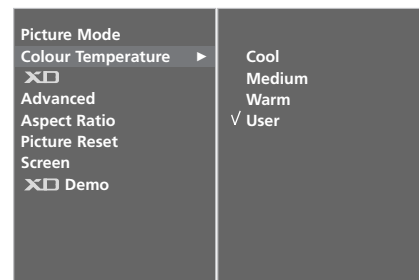 Picture Mode
Colour Temperature ►
XD
Advanced
Aspect Ratio
Picture Reset
Screen
XD Demo
Cool
Medium
Warm
√ User